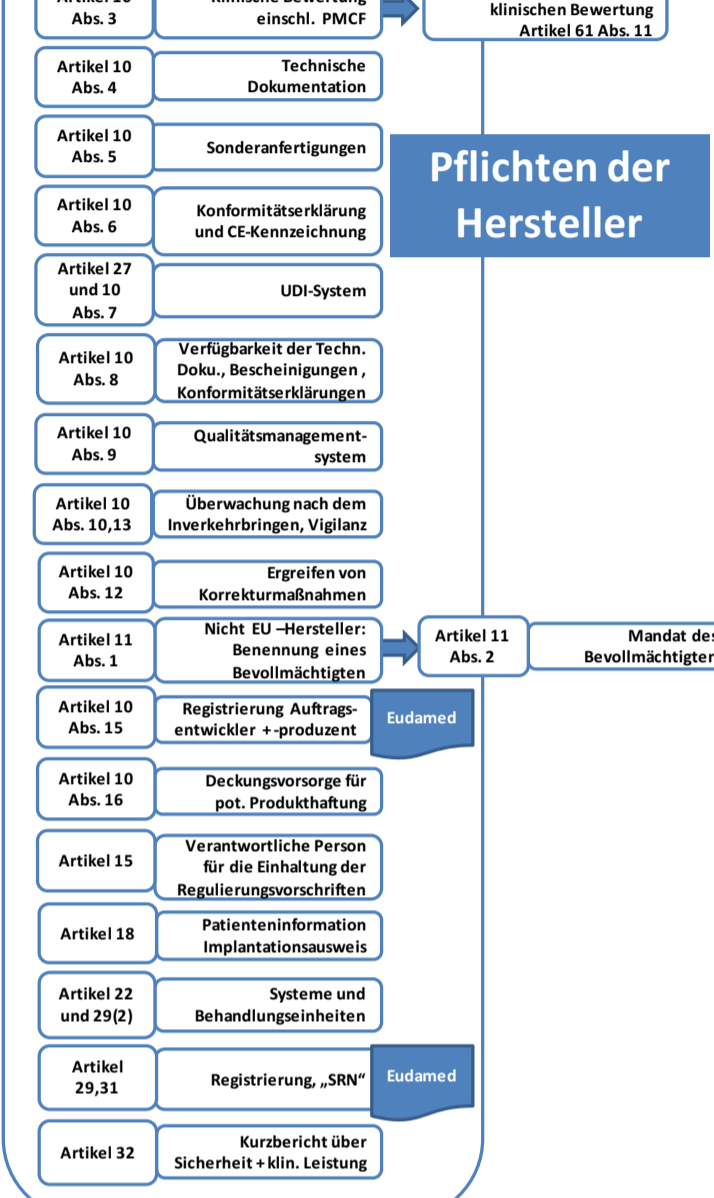 Abs. 3
einschl. PMCF
klinischen Bewertung
Artikel 61 Abs. 11
Artikel 10
Abs. 4
Technische
Dokumentation
Artikel 10
Abs. 5
Sonderanfertigungen
Pflichten der
Hersteller
Artikel 10
Abs. 6
Konformitätserklärung
und CE-Kennzeichnung
Artikel 27
und 10
Abs. 7
UDI-System
Artikel 10
Abs. 8
Verfügbarkeit der Techn.
Doku., Bescheinigungen ,
Konformitätserklärungen
Artikel 10
Abs. 9
Qualitätsmanagement-
system
Artikel 10
Abs. 10,13
Überwachung nach dem
Inverkehrbringen, Vigilanz
Artikel 10
Abs. 12
Ergreifen von
Korrekturmaßnahmen
Artikel 11
Abs. 1
Nicht EU –Hersteller:
Benennung eines
Bevollmächtigten
Artikel 11
Abs. 2
Mandat des
Bevollmächtigten
Artikel 10
Abs. 15
Registrierung Auftrags-
entwickler + -produzent
Eudamed
Artikel 10
Abs. 16
Deckungsvorsorge für
pot. Produkthaftung
Artikel 15
Verantwortliche Person
für die Einhaltung der
Regulierungsvorschriften
Artikel 18
Patienteninformation
Implantationsausweis
Artikel 22
und 29(2)
Systeme und
Behandlungseinheiten
Artikel
29,31
Registrierung, „SRN“
Eudamed
Artikel 32
Kurzbericht über
Sicherheit + klin. Leistung